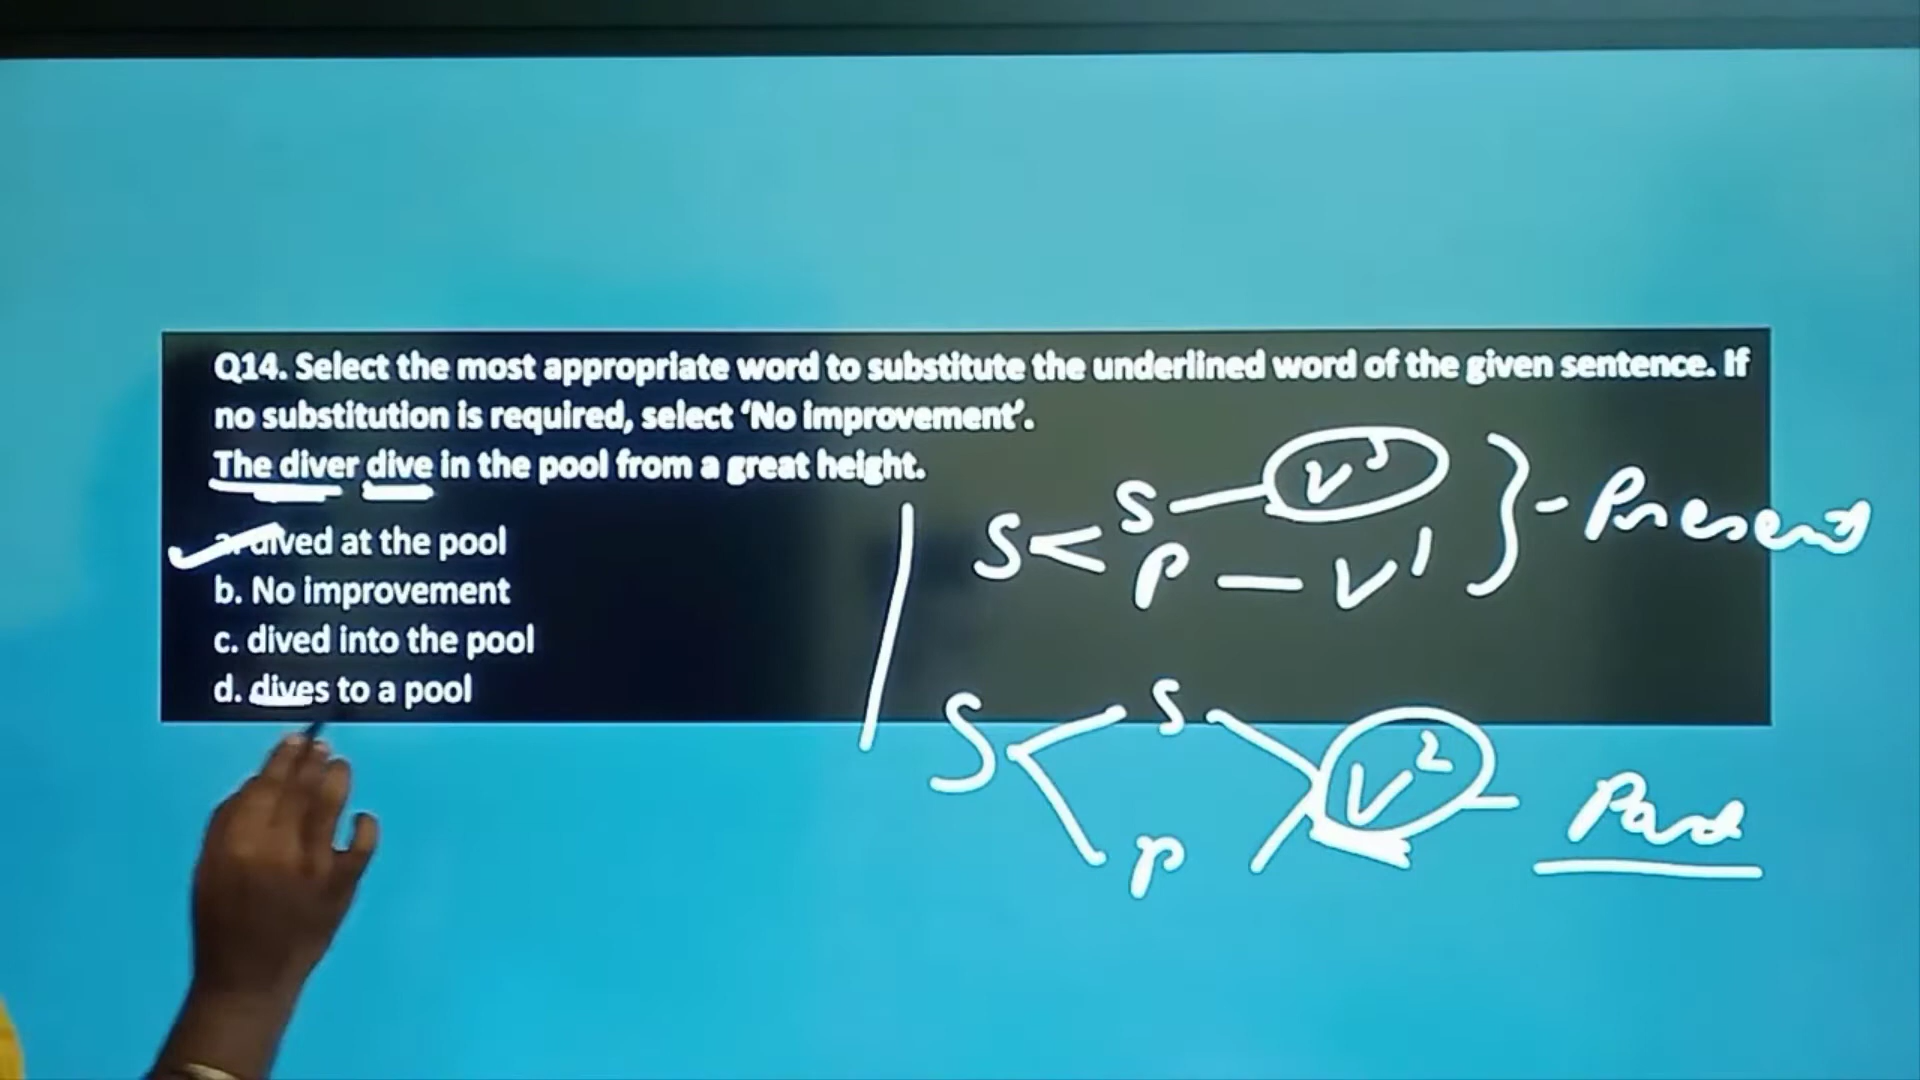 Q14. Select the most appropriate word to substitute the underlined word of the given sentence. If
no substitution is required, select ‘No improvement’.
The diver dive in the pool from a great height.
a. dived at the pool
b. No improvement
c. dived into the pool
d. dives to a pool
S < S — V⁵ } - Present
P — V¹
S < S V² — Past
P